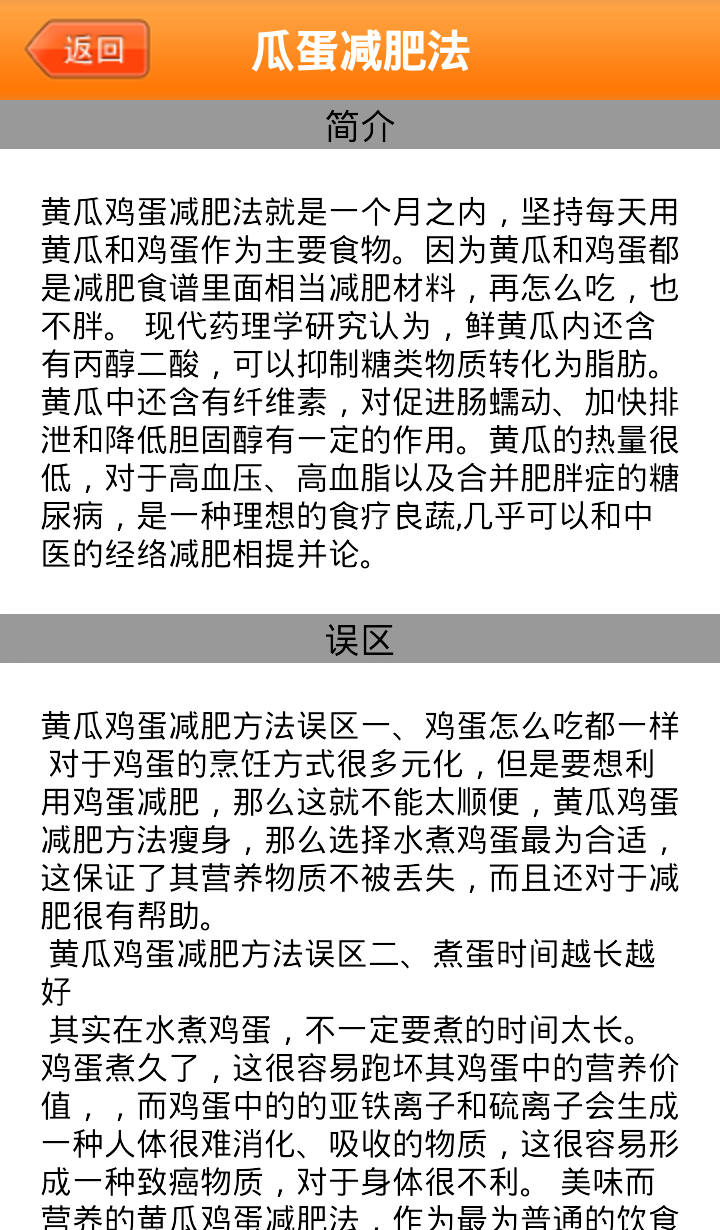 返回
瓜蛋减肥法
简介
黄瓜鸡蛋减肥法就是一个月之内，坚持每天用
黄瓜和鸡蛋作为主要食物。因为黄瓜和鸡蛋都
是减肥食谱里面相当减肥材料，再怎么吃，也
不胖。 现代药理学研究认为，鲜黄瓜内还含
有丙醇二酸，可以抑制糖类物质转化为脂肪。
黄瓜中还含有纤维素，对促进肠蠕动、加快排
泄和降低胆固醇有一定的作用。黄瓜的热量很
低，对于高血压、高血脂以及合并肥胖症的糖
尿病，是一种理想的食疗良蔬,几乎可以和中
医的经络减肥相提并论。
误区
黄瓜鸡蛋减肥方法误区一、鸡蛋怎么吃都一样
对于鸡蛋的烹饪方式很多元化，但是要想利
用鸡蛋减肥，那么这就不能太顺便，黄瓜鸡蛋
减肥方法瘦身，那么选择水煮鸡蛋最为合适，
这保证了其营养物质不被丢失，而且还对于减
肥很有帮助。
黄瓜鸡蛋减肥方法误区二、煮蛋时间越长越
好
其实在水煮鸡蛋，不一定要煮的时间太长。
鸡蛋煮久了，这很容易跑坏其鸡蛋中的营养价
值，，而鸡蛋中的的亚铁离子和硫离子会生成
一种人体很难消化、吸收的物质，这很容易形
成一种致癌物质，对于身体很不利。 美味而
营养的黄瓜鸡蛋减肥法，作为最为普通的饮食